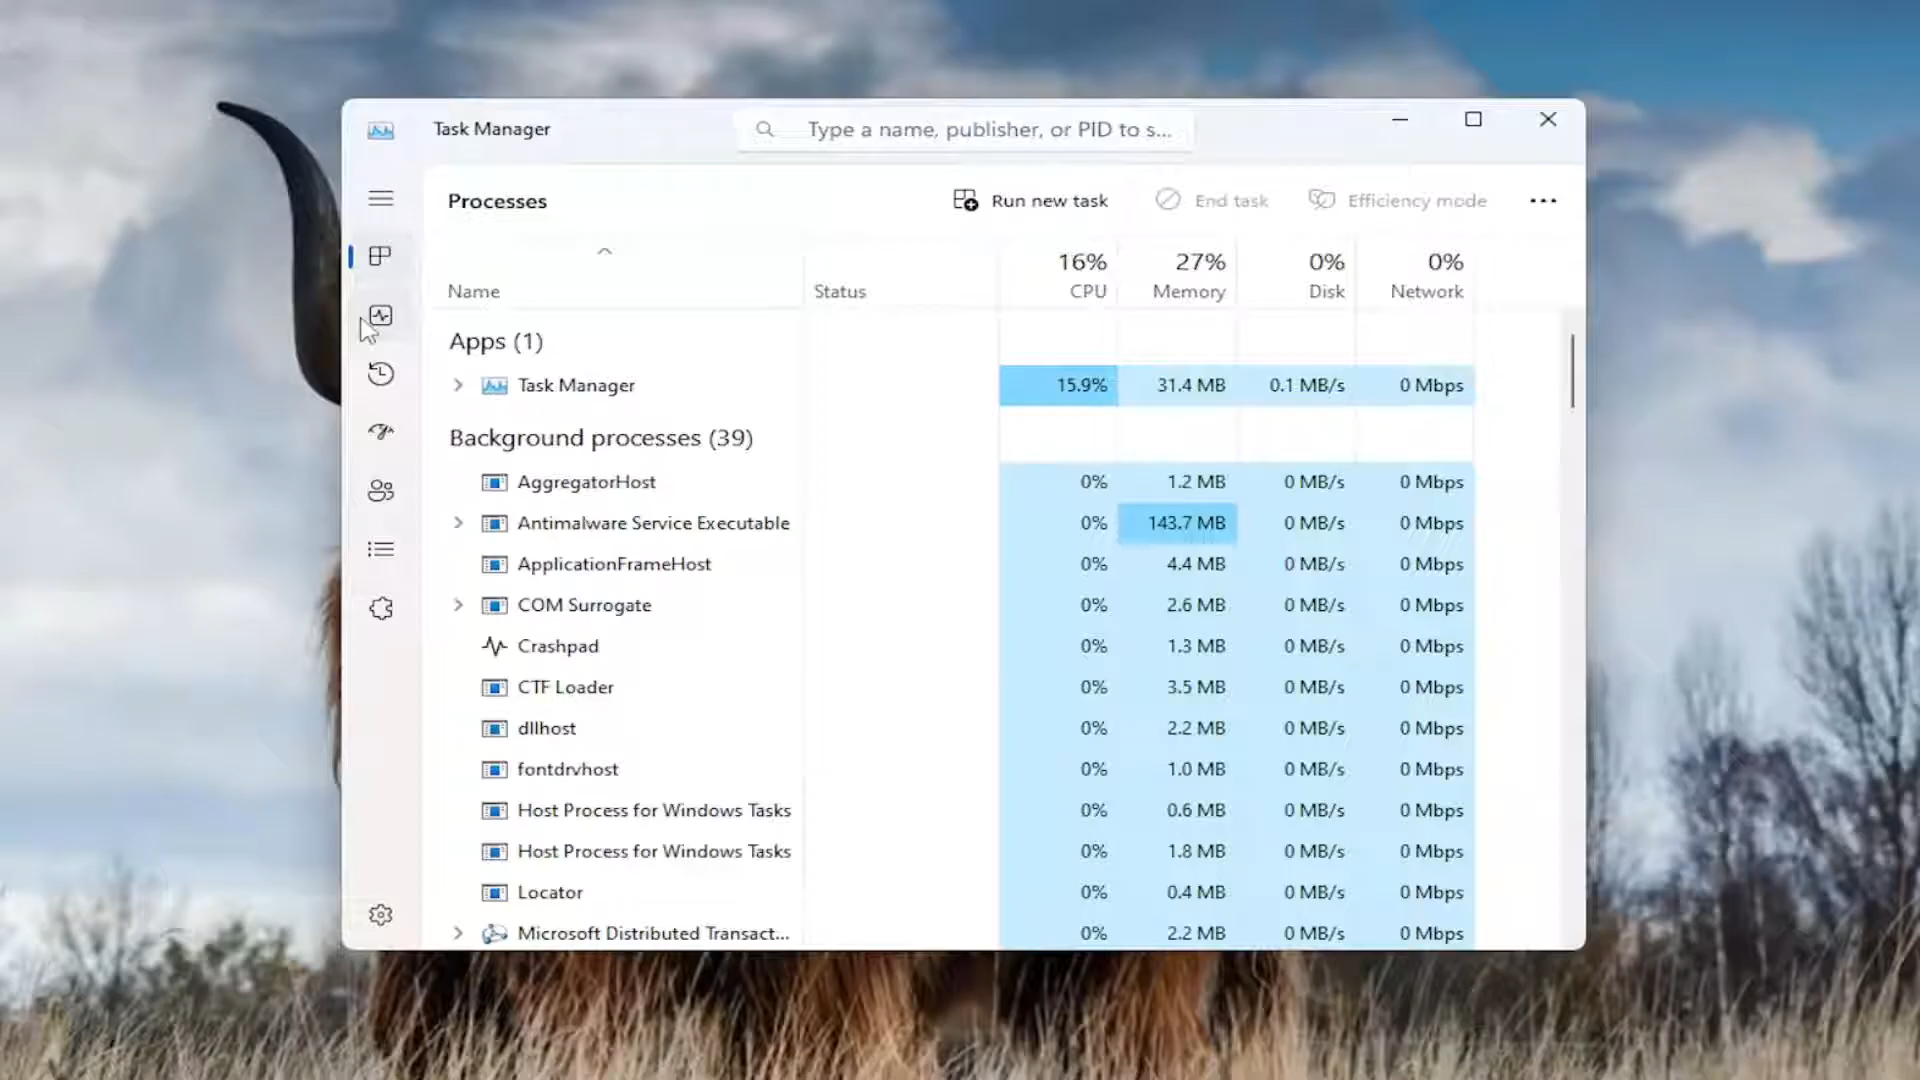 Task Manager
Type a name, publisher, or PID to s...
Processes
Run new task
End task
Efficiency mode
16% 27% 0% 0%
Name Status CPU Memory Disk Network
Apps (1)
Task Manager 15.9% 31.4 MB 0.1 MB/s 0 Mbps
Background processes (39)
AggregatorHost 0% 1.2 MB 0 MB/s 0 Mbps
Antimalware Service Executable 0% 143.7 MB 0 MB/s 0 Mbps
ApplicationFrameHost 0% 4.4 MB 0 MB/s 0 Mbps
COM Surrogate 0% 2.6 MB 0 MB/s 0 Mbps
Crashpad 0% 1.3 MB 0 MB/s 0 Mbps
CTF Loader 0% 3.5 MB 0 MB/s 0 Mbps
dllhost 0% 2.2 MB 0 MB/s 0 Mbps
fontdrvhost 0% 1.0 MB 0 MB/s 0 Mbps
Host Process for Windows Tasks 0% 0.6 MB 0 MB/s 0 Mbps
Host Process for Windows Tasks 0% 1.8 MB 0 MB/s 0 Mbps
Locator 0% 0.4 MB 0 MB/s 0 Mbps
Microsoft Distributed Transact... 0% 2.2 MB 0 MB/s 0 Mbps